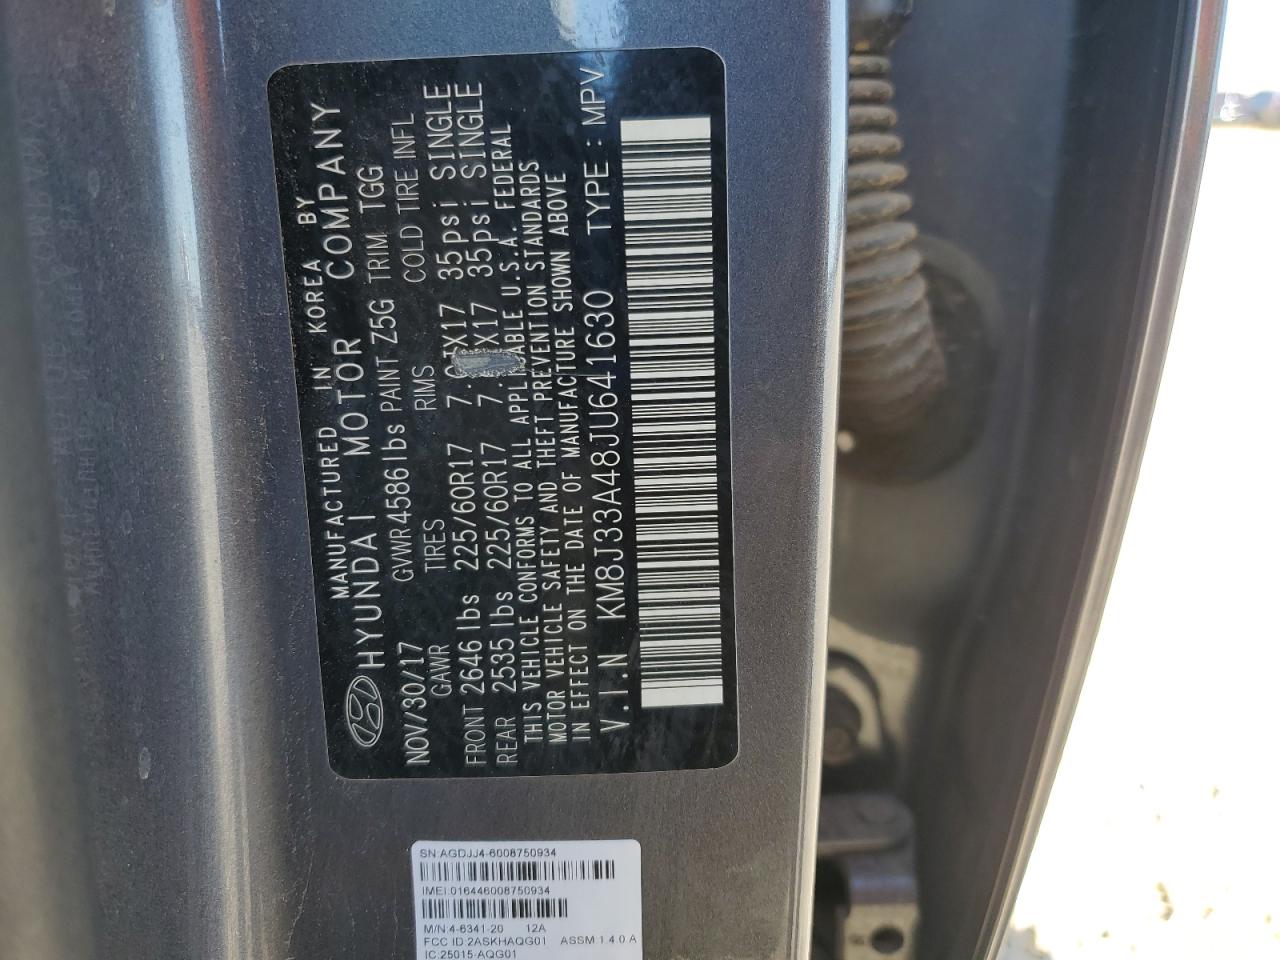 MANUFACTURED IN KOREA BY
HYUNDAI MOTOR COMPANY
NOV/30/17 GVWR 4586 lbs PAINT Z5G TRIM TGG
GAWR TIRES RIMS COLD TIRE INFL
FRONT 2646 lbs 225/60R17 7.0JX17 35psi SINGLE
REAR 2535 lbs 225/60R17 7. X17 35psi SINGLE
THIS VEHICLE CONFORMS TO ALL APPLICABLE U.S.A. FEDERAL
MOTOR VEHICLE SAFETY AND THEFT PREVENTION STANDARDS
IN EFFECT ON THE DATE OF MANUFACTURE SHOWN ABOVE
V.I.N KM8J33A48JU641630 TYPE : MPV
SN:AGDJJ4-6008750934
IMEI:016446008750934
M/N:4-6341-20 12A
FCC ID:2ASKHAQG01 ASSM 1.4.0.A
IC:25015-AQG01